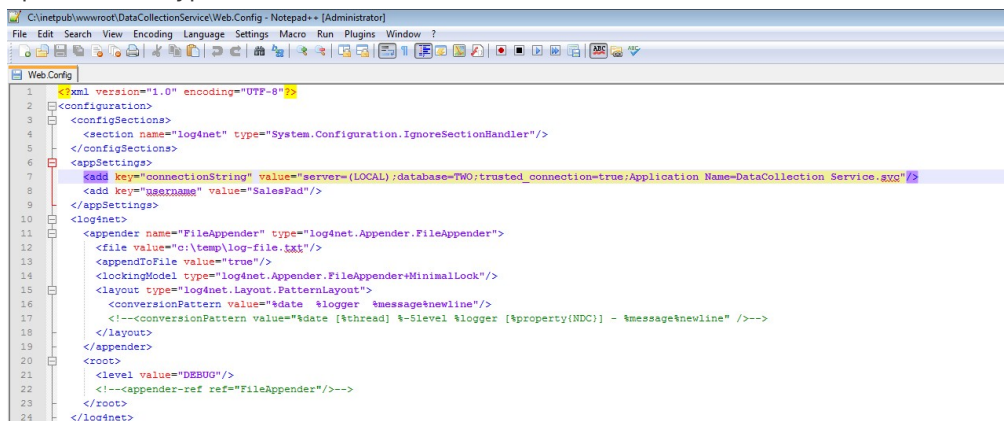 C:\inetpub\wwwroot\DataCollectionService\Web.Config - Notepad++ [Administrator]
File Edit Search View Encoding Language Settings Macro Run Plugins Window ?
ABC
Web.Config
1 <?xml version="1.0" encoding="UTF-8"?>
2 <configuration>
3 <configSections>
4 <section name="log4net" type="System.Configuration.IgnoreSectionHandler"/>
5 </configSections>
6 <appSettings>
7 <add key="connectionString" value="server=(LOCAL);database=TWO;trusted_connection=true;Application Name=DataCollection Service.svc"/>
8 <add key="username" value="SalesPad"/>
9 </appSettings>
10 <log4net>
11 <appender name="FileAppender" type="log4net.Appender.FileAppender">
12 <file value="c:\temp\log-file.txt"/>
13 <appendToFile value="true"/>
14 <lockingModel type="log4net.Appender.FileAppender+MinimalLock"/>
15 <layout type="log4net.Layout.PatternLayout">
16 <conversionPattern value="%date %logger %message%newline"/>
17 <!--<conversionPattern value="%date [%thread] %-5level %logger [%property{NDC}] - %message%newline" />-->
18 </layout>
19 </appender>
20 <root>
21 <level value="DEBUG"/>
22 <!--<appender-ref ref="FileAppender"/>-->
23 </root>
24 </log4net>